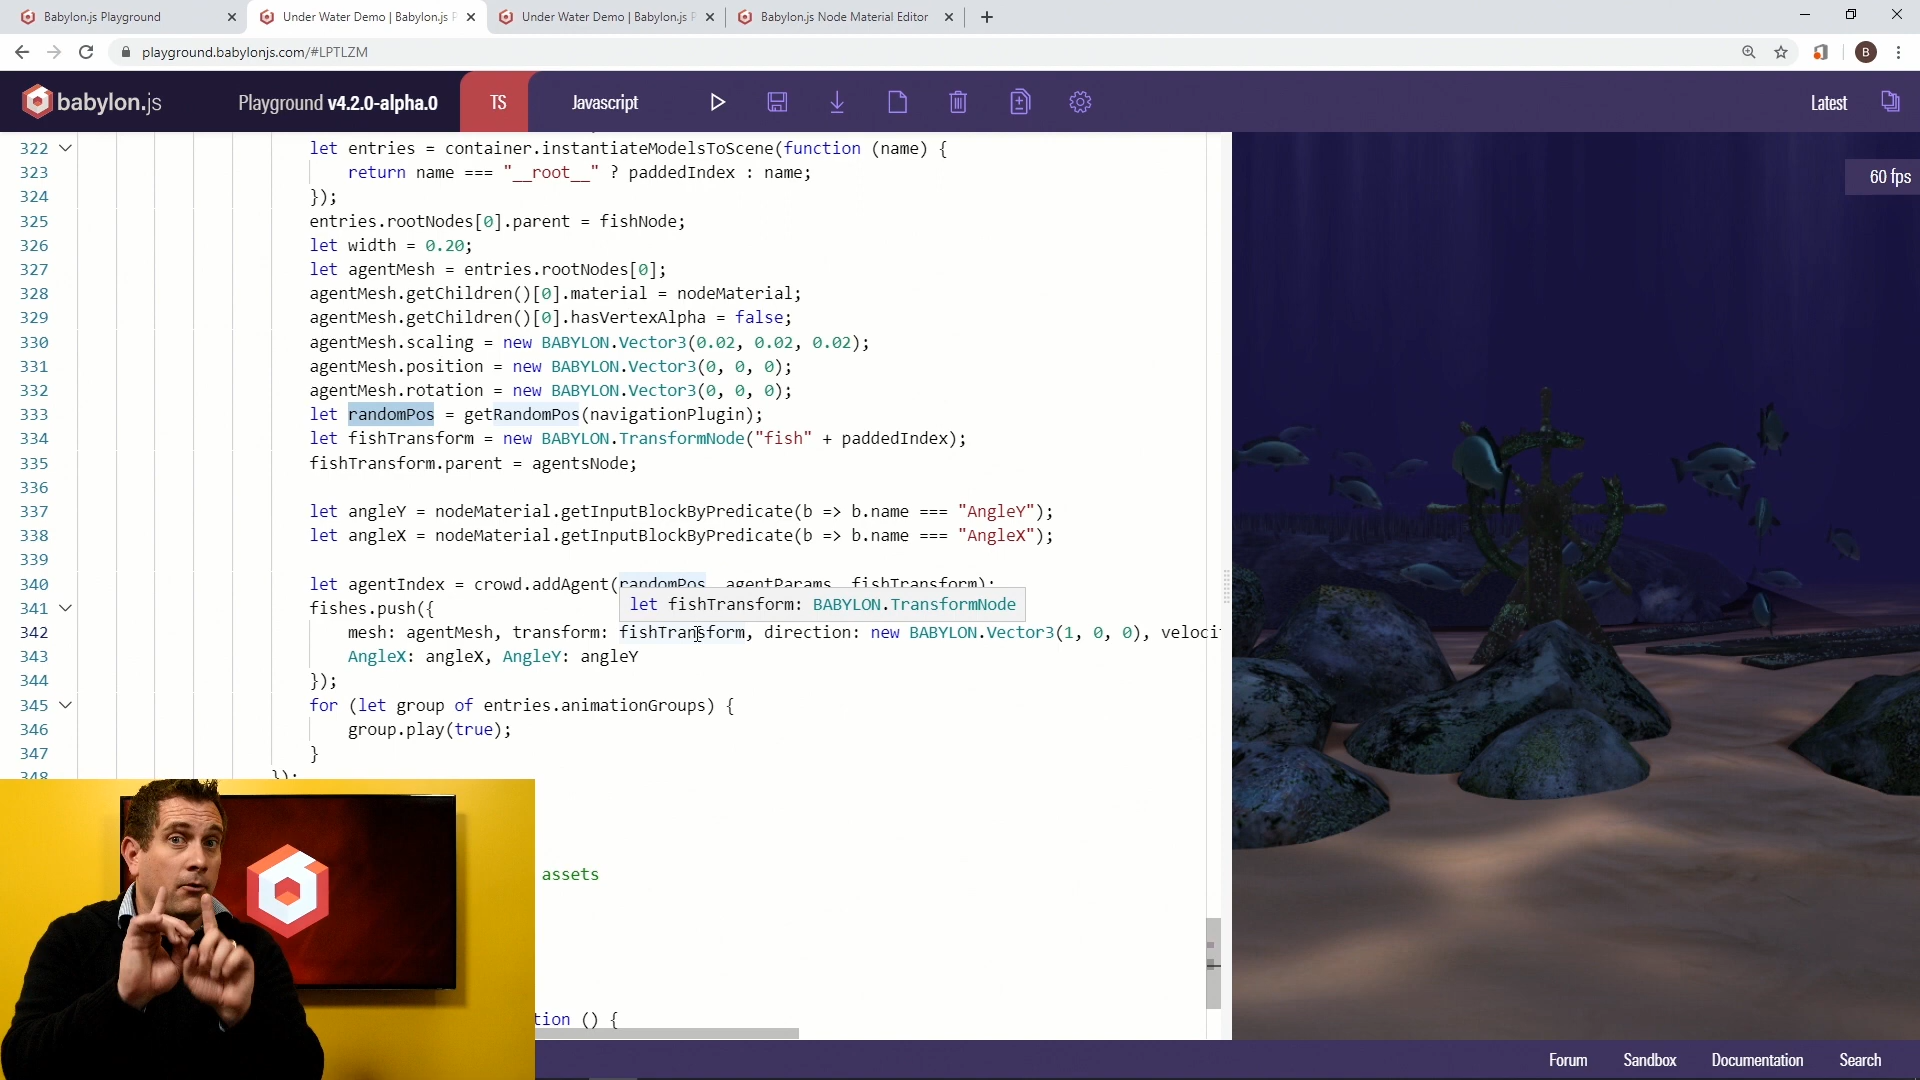 Babylon.js Playground
Under Water Demo | Babylon.js P
Under Water Demo | Babylon.js P
Babylon.js Node Material Editor
playground.babylonjs.com/#LPTLZM
B
babylon.js
Playground v4.2.0-alpha.0
TS
Javascript
Latest
60 fps
322 let entries = container.instantiateModelsToScene(function (name) {
323 return name === "__root__" ? paddedIndex : name;
324 });
325 entries.rootNodes[0].parent = fishNode;
326 let width = 0.20;
327 let agentMesh = entries.rootNodes[0];
328 agentMesh.getChildren()[0].material = nodeMaterial;
329 agentMesh.getChildren()[0].hasVertexAlpha = false;
330 agentMesh.scaling = new BABYLON.Vector3(0.02, 0.02, 0.02);
331 agentMesh.position = new BABYLON.Vector3(0, 0, 0);
332 agentMesh.rotation = new BABYLON.Vector3(0, 0, 0);
333 let randomPos = getRandomPos(navigationPlugin);
334 let fishTransform = new BABYLON.TransformNode("fish" + paddedIndex);
335 fishTransform.parent = agentsNode;
336
337 let angleY = nodeMaterial.getInputBlockByPredicate(b => b.name === "AngleY");
338 let angleX = nodeMaterial.getInputBlockByPredicate(b => b.name === "AngleX");
339
340 let agentIndex = crowd.addAgent(randomPos, agentParams, fishTransform);
let fishTransform: BABYLON.TransformNode
341 fishes.push({
342 mesh: agentMesh, transform: fishTransform, direction: new BABYLON.Vector3(1, 0, 0), veloci
343 AngleX: angleX, AngleY: angleY
344 });
345 for (let group of entries.animationGroups) {
346 group.play(true);
347 }
348 });
assets
tion () {
Forum
Sandbox
Documentation
Search